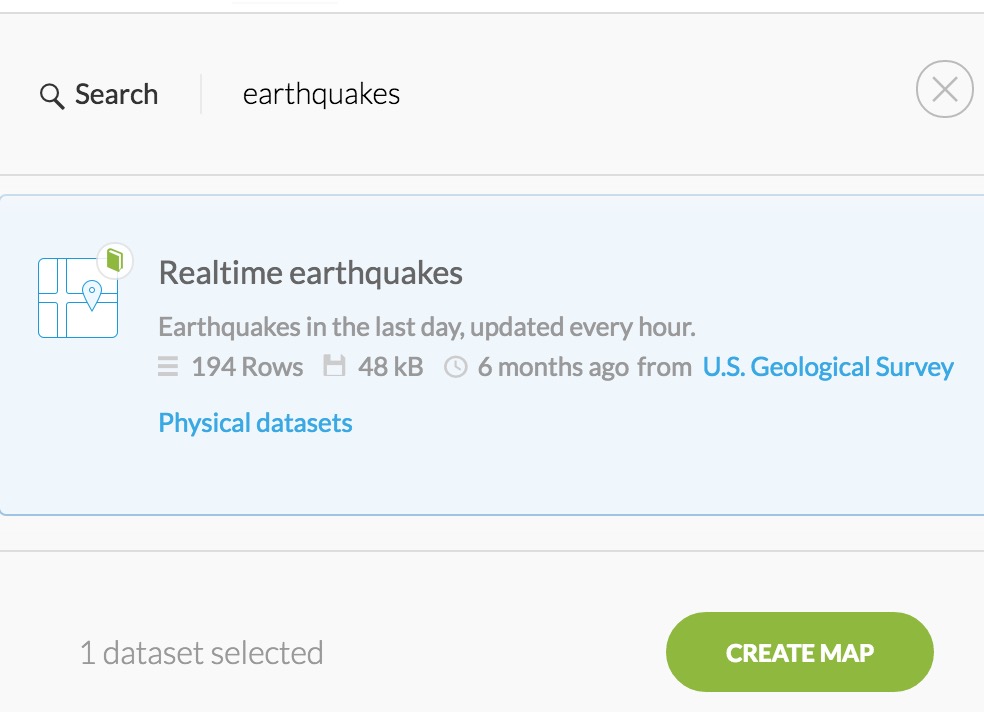 Search earthquakes
Realtime earthquakes
Earthquakes in the last day, updated every hour.
194 Rows 48 kB 6 months ago from U.S. Geological Survey
Physical datasets
1 dataset selected CREATE MAP